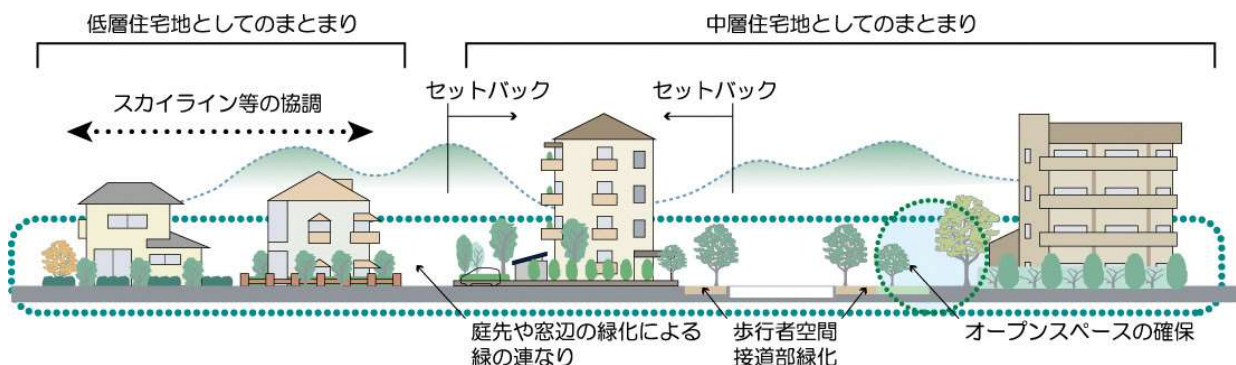 低層住宅地としてのまとまり
中層住宅地としてのまとまり
スカイライン等の協調
セットバック
セットバック
庭先や窓辺の緑化による
緑の連なり
歩行者空間
接道部緑化
オープンスペースの確保